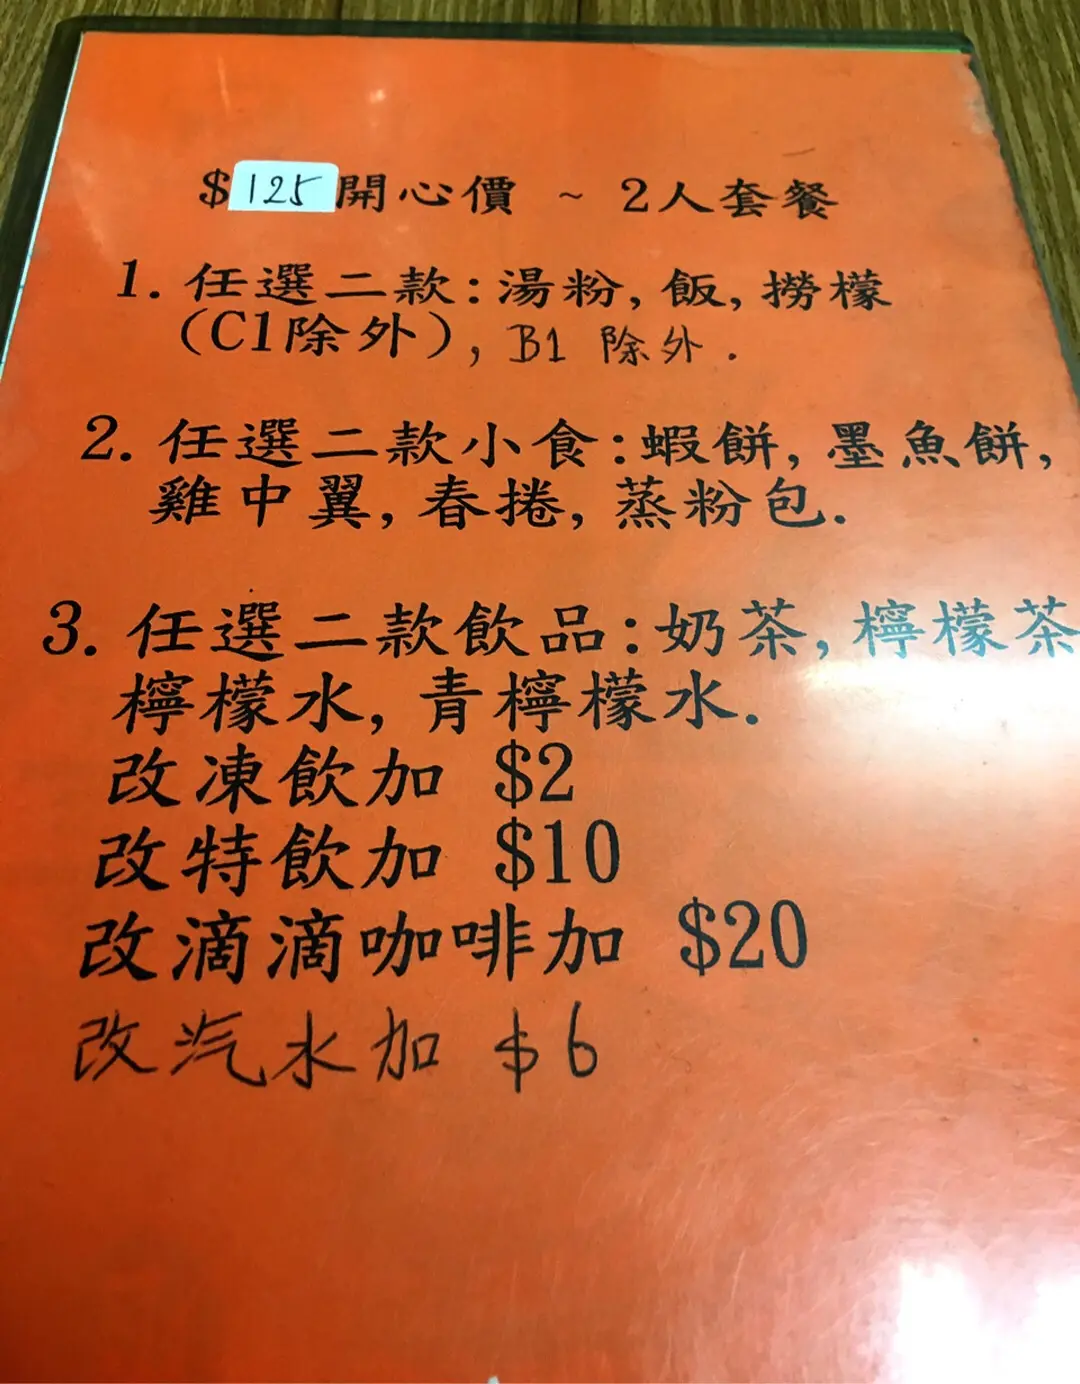 $125開心價 ~ 2人套餐
1. 任選二款:湯粉, 飯, 撈檬
(C1除外), B1 除外.
2. 任選二款小食:蝦餅, 墨魚餅,
雞中翼, 春捲, 蒸粉包.
3. 任選二款飲品:奶茶, 檸檬茶
檸檬水, 青檸檬水.
改凍飲加 $2
改特飲加 $10
改滴滴咖啡加 $20
改汽水加 $6